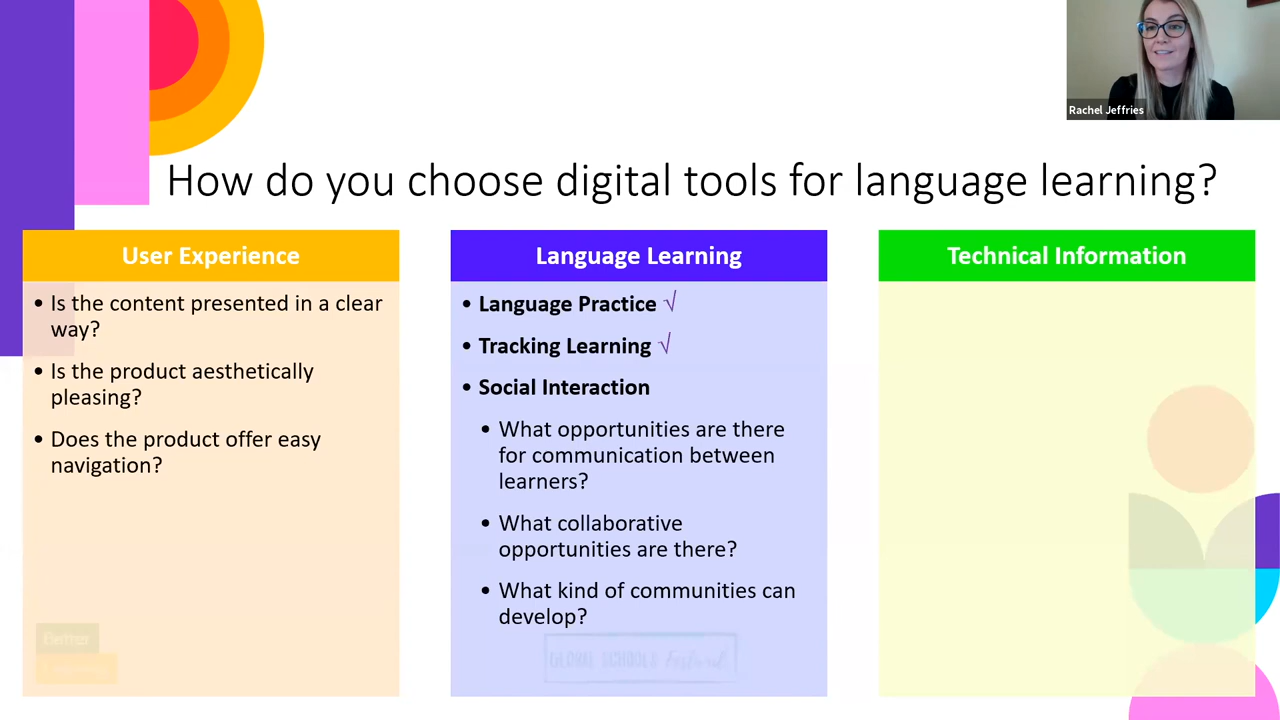 Rachel Jeffries
How do you choose digital tools for language learning?
User Experience
• Is the content presented in a clear
way?
• Is the product aesthetically
pleasing?
• Does the product offer easy
navigation?
Language Learning
• Language Practice √
• Tracking Learning √
• Social Interaction
• What opportunities are there
for communication between
learners?
• What collaborative
opportunities are there?
• What kind of communities can
develop?
GLOBAL SCHOOLS Festival
Technical Information